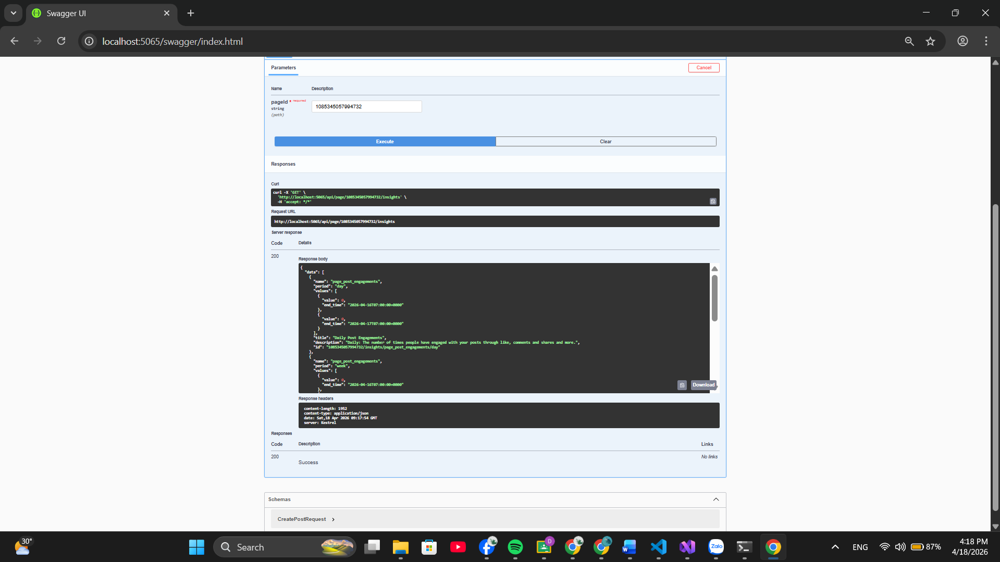 Swagger UI
localhost:5065/swagger/index.html
Parameters
Cancel
Name
Description
pageId * required
string
(path)
1085345057994732
Execute
Clear
Responses
Curl
curl -X 'GET' \
'http://localhost:5065/api/page/1085345057994732/insights' \
-H 'accept: */*'
Request URL
http://localhost:5065/api/page/1085345057994732/insights
Server response
Code
Details
200
Response body
{
"data": [
{
"name": "page_post_engagements",
"period": "day",
"values": [
{
"value": 0,
"end_time": "2026-04-16T07:00:00+0000"
},
{
"value": 0,
"end_time": "2026-04-17T07:00:00+0000"
}
],
"title": "Daily Post Engagements",
"description": "Daily: The number of times people have engaged with your posts through like, comments and shares and more.",
"id": "1085345057994732/insights/page_post_engagements/day"
},
{
"name": "page_post_engagements",
"period": "week",
"values": [
{
"value": 0,
"end_time": "2026-04-16T07:00:00+0000"
},
Download
Response headers
content-length: 1952
content-type: application/json
date: Sat,18 Apr 2026 09:17:54 GMT
server: Kestrel
Responses
Code
Description
Links
200
Success
No links
Schemas
CreatePostRequest
30°
Search
D
Zalo
ENG
87%
4:18 PM
4/18/2026